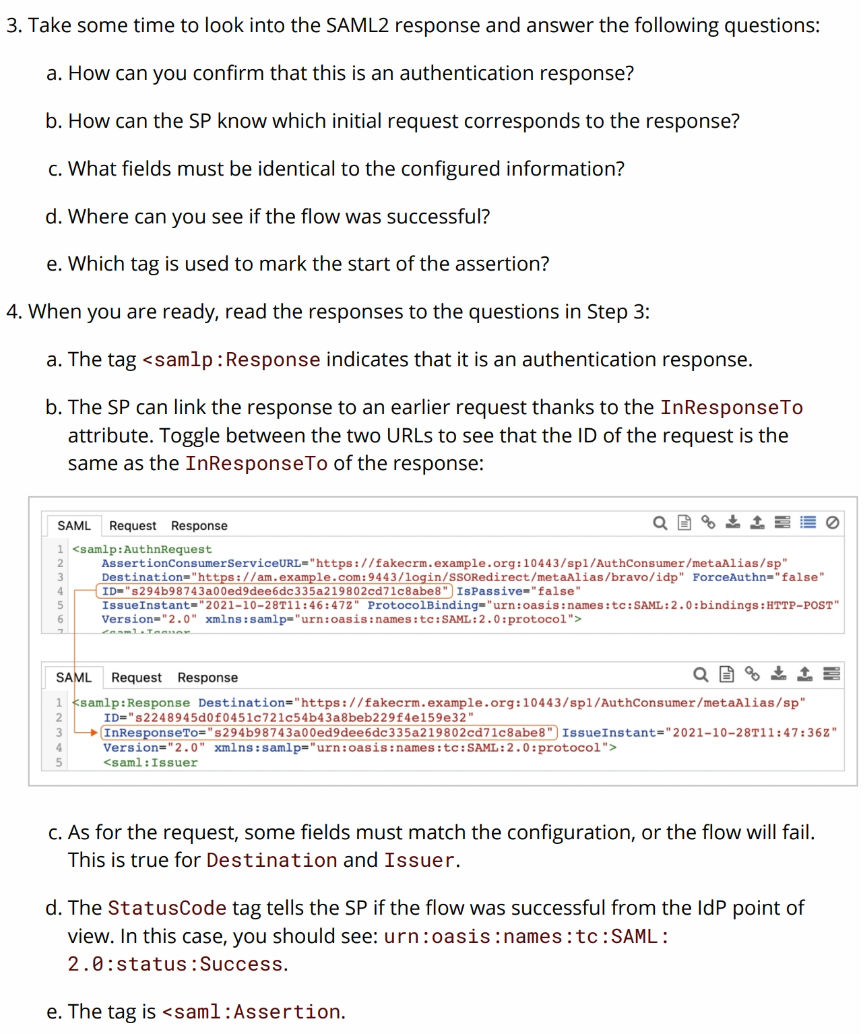 3. Take some time to look into the SAML2 response and answer the following questions:
a. How can you confirm that this is an authentication response?
b. How can the SP know which initial request corresponds to the response?
c. What fields must be identical to the configured information?
d. Where can you see if the flow was successful?
e. Which tag is used to mark the start of the assertion?
4. When you are ready, read the responses to the questions in Step 3:
a. The tag <samlp:Response indicates that it is an authentication response.
b. The SP can link the response to an earlier request thanks to the InResponseTo
attribute. Toggle between the two URLs to see that the ID of the request is the
same as the InResponseTo of the response:
SAML Request Response
1 <samlp:AuthnRequest
2 AssertionConsumerServiceURL="https://fakecrm.example.org:10443/sp1/AuthConsumer/metaAlias/sp"
3 Destination="https://am.example.com:9443/login/SSORedirect/metaAlias/bravo/idp" ForceAuthn="false"
4 ID="s294b98743a00ed9dee6dc335a219802cd71c8abe8" IsPassive="false"
5 IssueInstant="2021-10-28T11:46:47Z" ProtocolBinding="urn:oasis:names:tc:SAML:2.0:bindings:HTTP-POST"
6 Version="2.0" xmlns:samlp="urn:oasis:names:tc:SAML:2.0:protocol">
7 <saml:Issuer
SAML Request Response
1 <samlp:Response Destination="https://fakecrm.example.org:10443/sp1/AuthConsumer/metaAlias/sp"
2 ID="s2248945d0f0451c721c54b43a8beb229f4e159e32"
3 InResponseTo="s294b98743a00ed9dee6dc335a219802cd71c8abe8" IssueInstant="2021-10-28T11:47:36Z"
4 Version="2.0" xmlns:samlp="urn:oasis:names:tc:SAML:2.0:protocol">
5 <saml:Issuer
c. As for the request, some fields must match the configuration, or the flow will fail.
This is true for Destination and Issuer.
d. The StatusCode tag tells the SP if the flow was successful from the IdP point of
view. In this case, you should see: urn:oasis:names:tc:SAML:
2.0:status:Success.
e. The tag is <saml:Assertion.